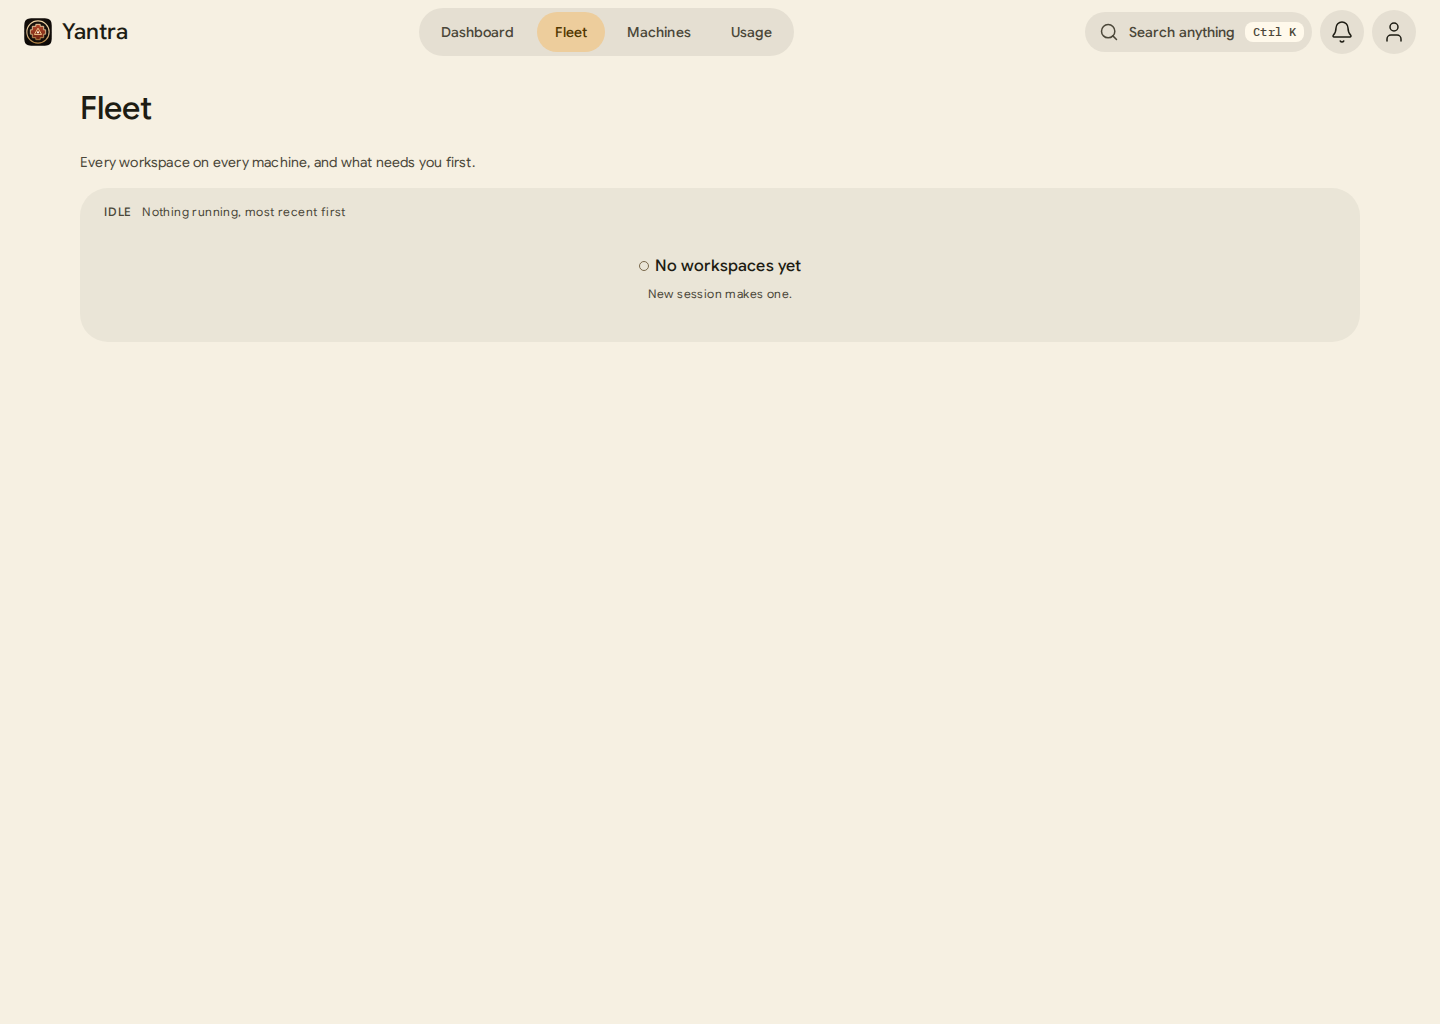 Yantra
Dashboard
Fleet
Machines
Usage
Search anything
Ctrl K
Fleet
Every workspace on every machine, and what needs you first.
IDLE Nothing running, most recent first
No workspaces yet
New session makes one.